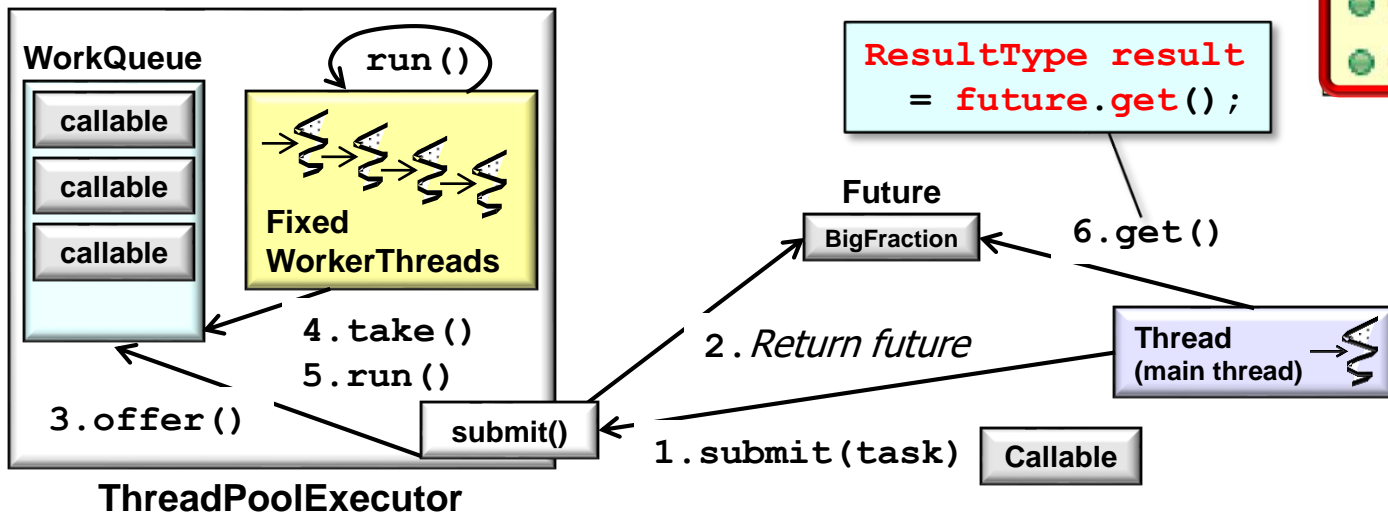 WorkQueue
callable
callable
callable
run()
Fixed
WorkerThreads
4.take()
5.run()
3.offer()
submit()
ThreadPoolExecutor
ResultType result
= future.get();
Future
BigFraction
6.get()
2.Return future
Thread
(main thread)
1.submit(task)
Callable